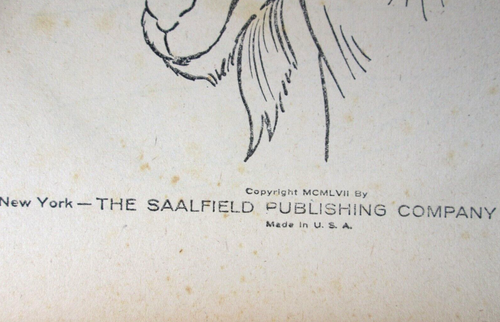 Copyright MCMLVII By
New York — THE SAALFIELD PUBLISHING COMPANY
Made in U. S. A.